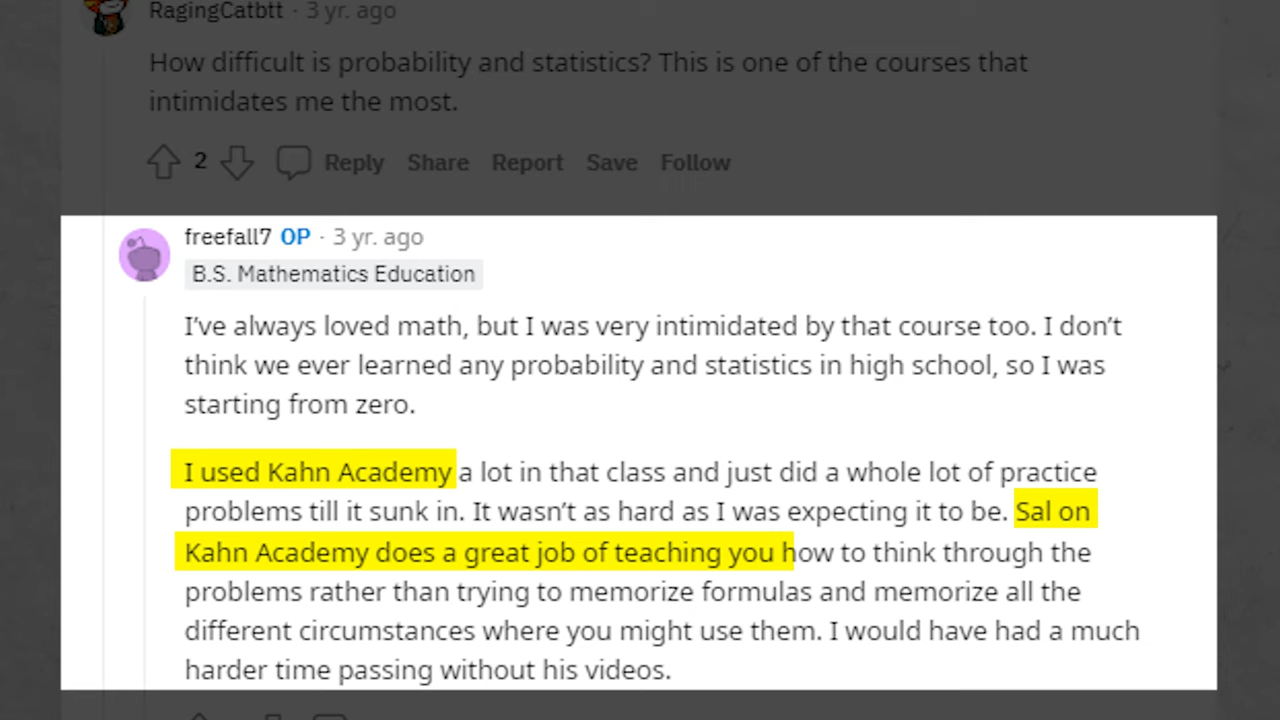 RagingCatbtt · 3 yr. ago
How difficult is probability and statistics? This is one of the courses that
intimidates me the most.
2 Reply Share Report Save Follow
freefall7 OP · 3 yr. ago
B.S. Mathematics Education
I've always loved math, but I was very intimidated by that course too. I don't
think we ever learned any probability and statistics in high school, so I was
starting from zero.
I used Kahn Academy a lot in that class and just did a whole lot of practice
problems till it sunk in. It wasn't as hard as I was expecting it to be. Sal on
Kahn Academy does a great job of teaching you how to think through the
problems rather than trying to memorize formulas and memorize all the
different circumstances where you might use them. I would have had a much
harder time passing without his videos.